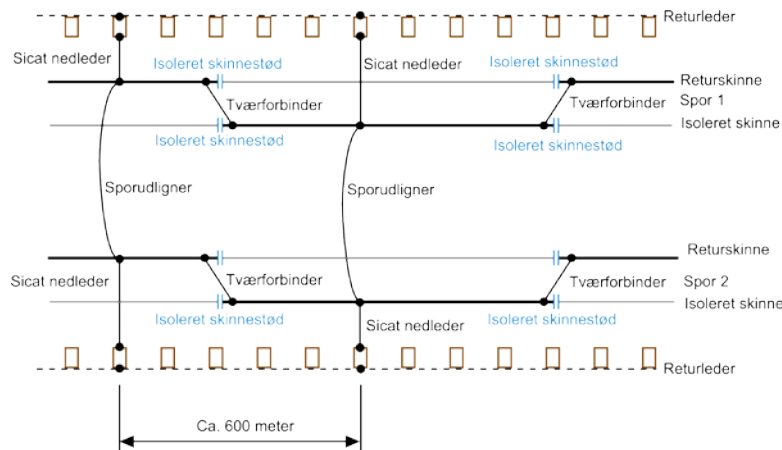 Returleder
Sicat nedleder
Isoleret skinnestød
Sicat nedleder
Isoleret skinnestød
Returskinne
Tværforbinder
Tværforbinder
Spor 1
Isoleret skinne
Isoleret skinnestød
Isoleret skinnestød
Sporudligner
Sporudligner
Returskinne
Sicat nedleder
Tværforbinder
Tværforbinder
Spor 2
Isoleret skinne
Isoleret skinnestød
Sicat nedleder
Isoleret skinnestød
Returleder
Ca. 600 meter